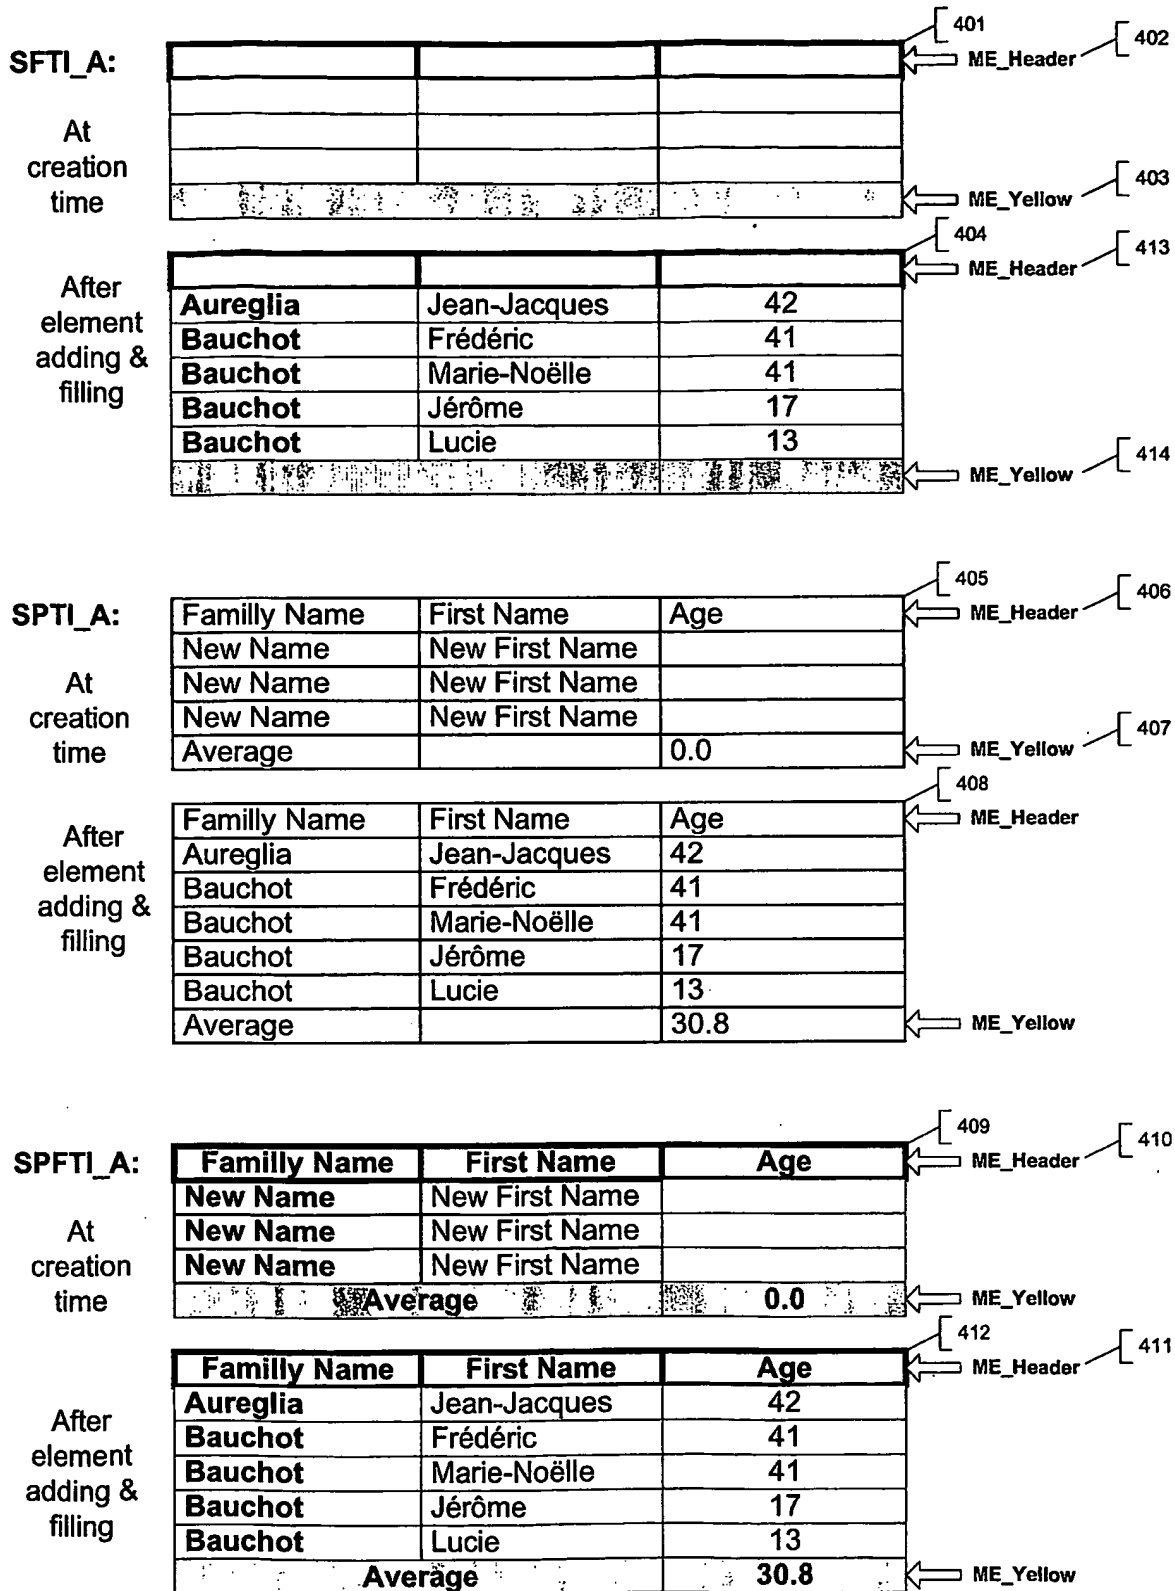 401
402
SFTI_A:
ME_Header
At
creation
time
403
ME_Yellow
404
413
ME_Header
After
element
adding &
filling
Aureglia Jean-Jacques 42
Bauchot Frédéric 41
Bauchot Marie-Noëlle 41
Bauchot Jérôme 17
Bauchot Lucie 13
414
ME_Yellow
405
406
SPTI_A:
Familly Name First Name Age
ME_Header
New Name New First Name
New Name New First Name
New Name New First Name
At
creation
time
407
Average 0.0
ME_Yellow
408
Familly Name First Name Age
ME_Header
After
element
adding &
filling
Aureglia Jean-Jacques 42
Bauchot Frédéric 41
Bauchot Marie-Noëlle 41
Bauchot Jérôme 17
Bauchot Lucie 13
Average 30.8
ME_Yellow
409
410
SPFTI_A:
Familly Name First Name Age
ME_Header
New Name New First Name
New Name New First Name
New Name New First Name
At
creation
time
Average 0.0
ME_Yellow
412
411
Familly Name First Name Age
ME_Header
After
element
adding &
filling
Aureglia Jean-Jacques 42
Bauchot Frédéric 41
Bauchot Marie-Noëlle 41
Bauchot Jérôme 17
Bauchot Lucie 13
Average 30.8
ME_Yellow